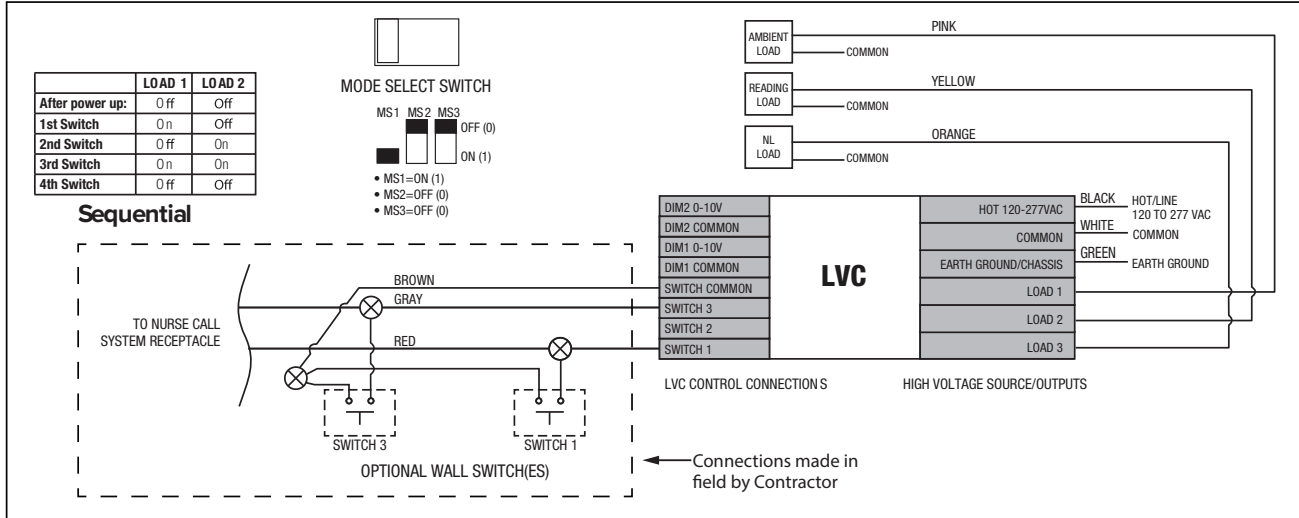 LOAD 1 LOAD 2
After power up: Off Off
1st Switch On Off
2nd Switch Off On
3rd Switch On On
4th Switch Off Off
Sequential
MODE SELECT SWITCH
MS1 MS2 MS3
OFF (0)
ON (1)
• MS1=ON (1)
• MS2=OFF (0)
• MS3=OFF (0)
AMBIENT
LOAD
PINK
COMMON
READING
LOAD
YELLOW
COMMON
NL
LOAD
ORANGE
COMMON
DIM2 0-10V
DIM2 COMMON
DIM1 0-10V
DIM1 COMMON
SWITCH COMMON
SWITCH 3
SWITCH 2
SWITCH 1
LVC
HOT 120-277VAC
COMMON
EARTH GROUND/CHASSIS
LOAD 1
LOAD 2
LOAD 3
BLACK
HOT/LINE
120 TO 277 VAC
WHITE
COMMON
GREEN
EARTH GROUND
LVC CONTROL CONNECTIONS
HIGH VOLTAGE SOURCE/OUTPUTS
BROWN
GRAY
RED
TO NURSE CALL
SYSTEM RECEPTACLE
SWITCH 3
SWITCH 1
OPTIONAL WALL SWITCH(ES)
Connections made in
field by Contractor